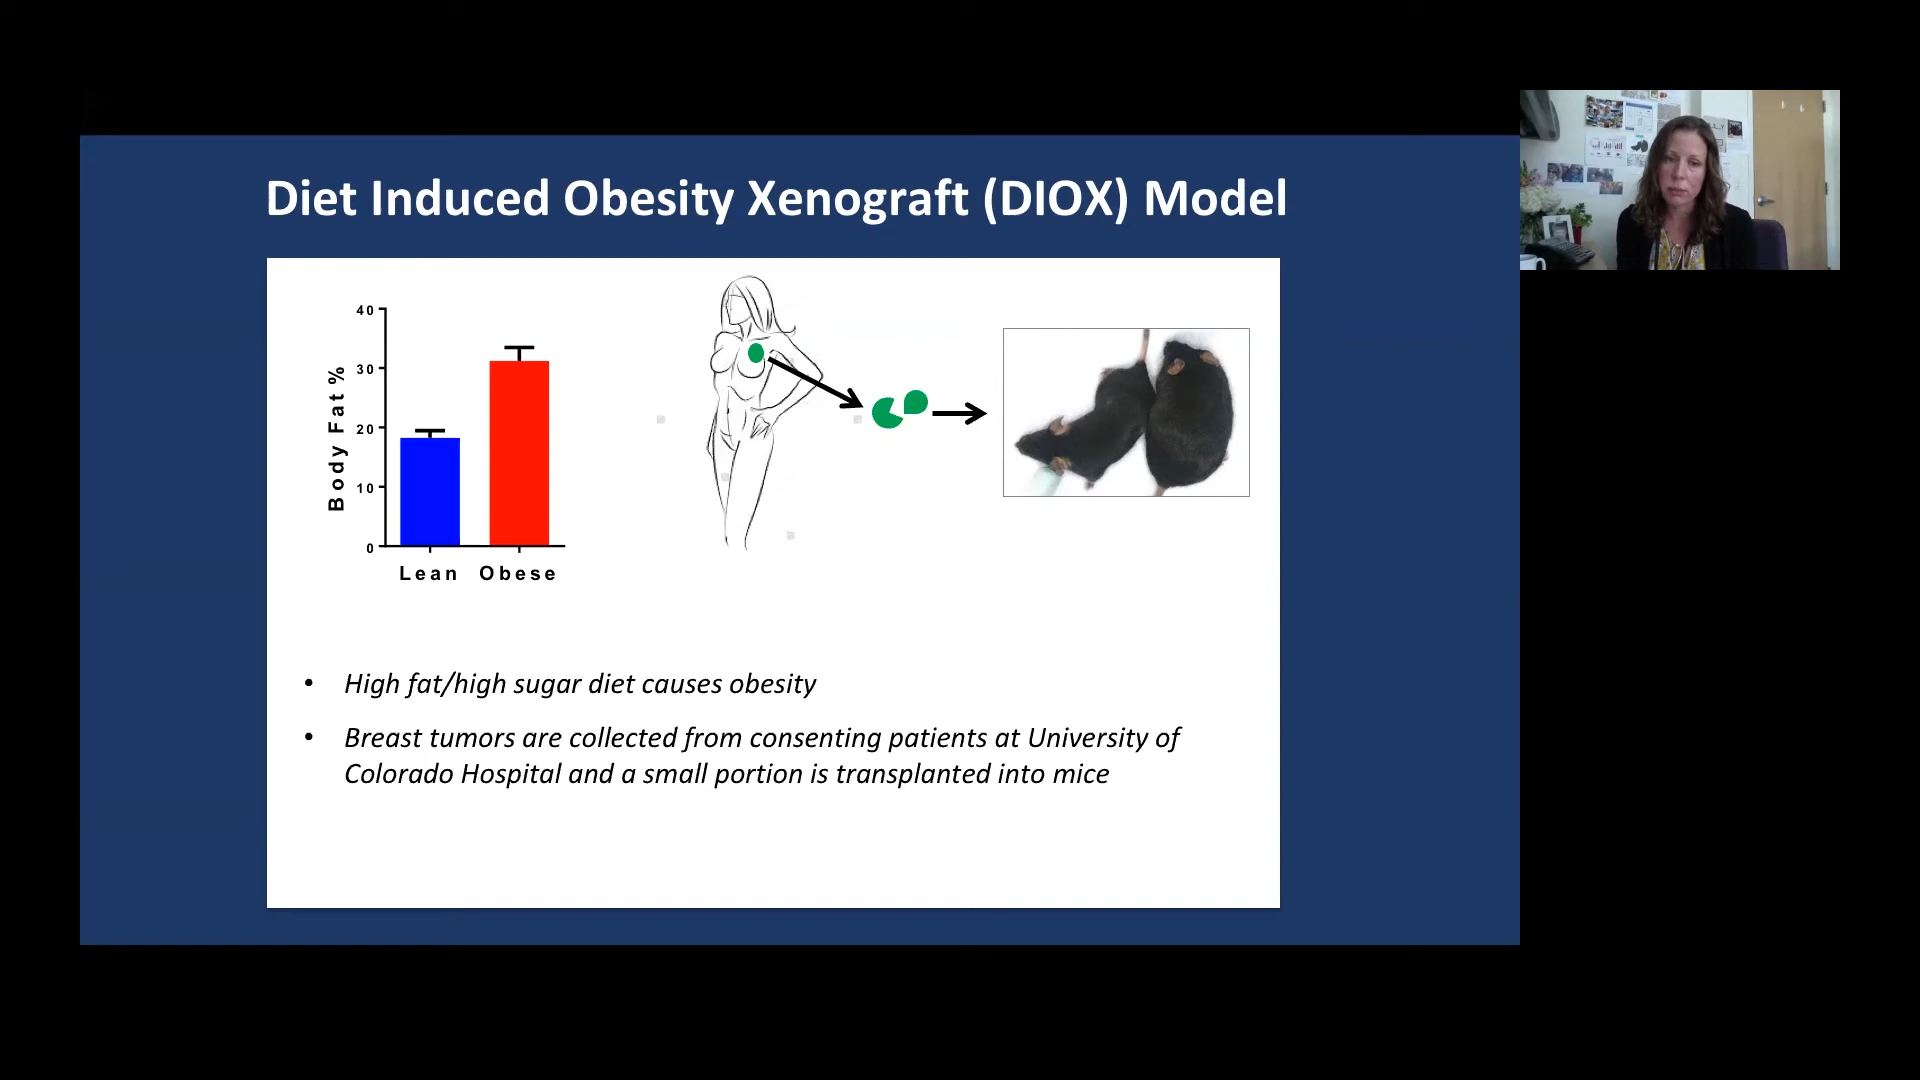 Diet Induced Obesity Xenograft (DIOX) Model
40
30
20
10
0
Body Fat %
Lean Obese
• High fat/high sugar diet causes obesity
• Breast tumors are collected from consenting patients at University of
Colorado Hospital and a small portion is transplanted into mice